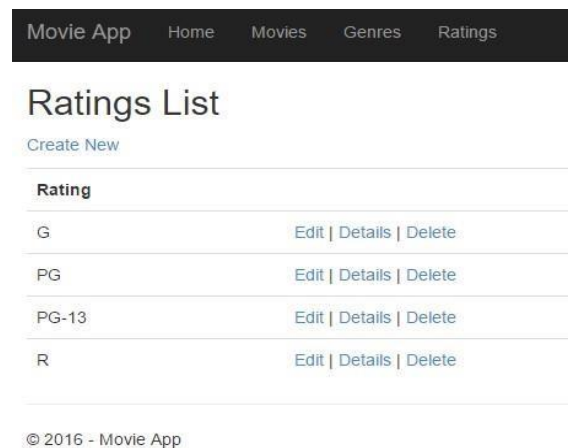 Movie App Home Movies Genres Ratings
Ratings List
Create New
Rating
G Edit | Details | Delete
PG Edit | Details | Delete
PG-13 Edit | Details | Delete
R Edit | Details | Delete
© 2016 - Movie App